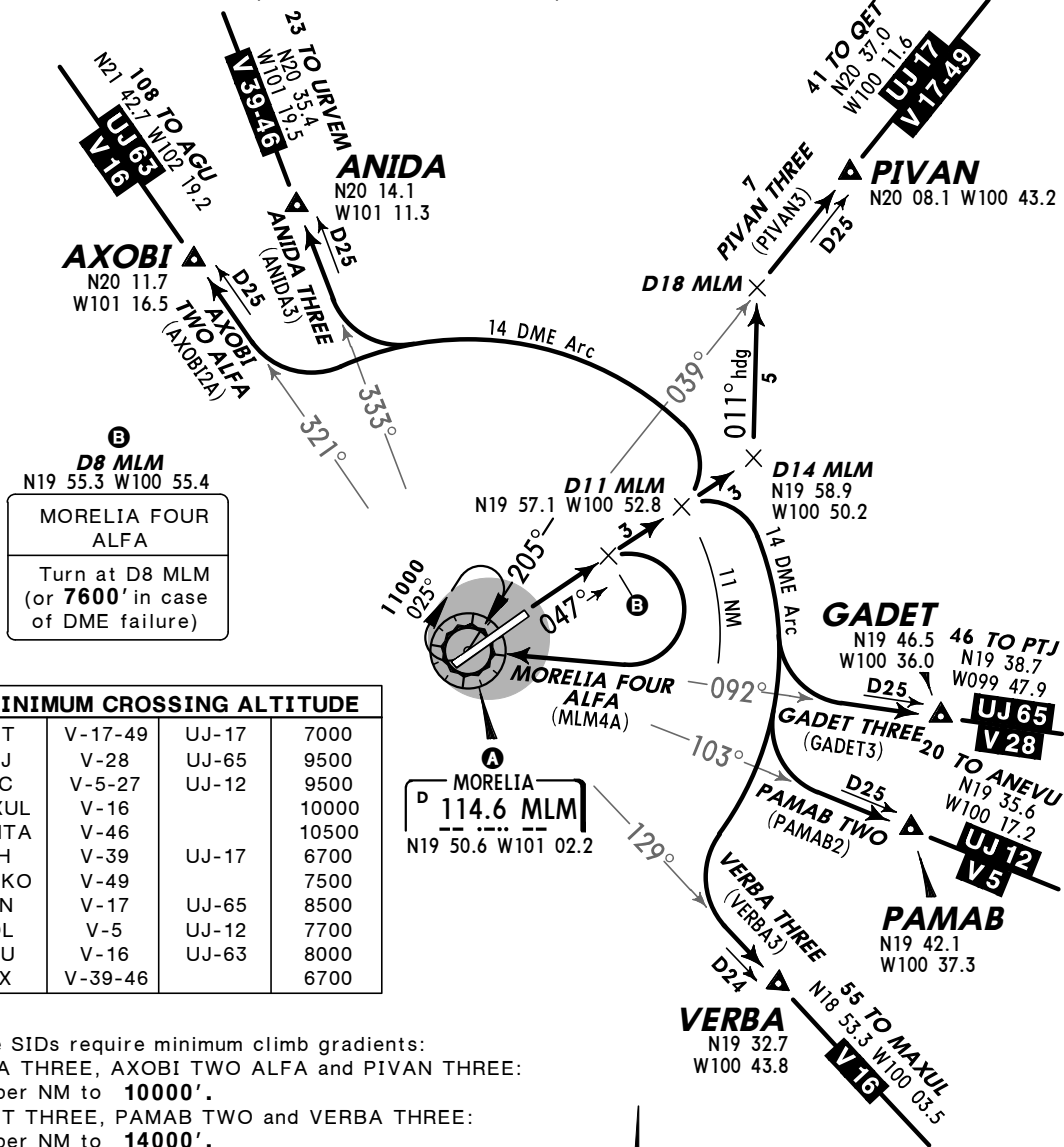 23 TO URVEM
N20 35.4
W101 19.5
V 39-46
108 TO AGU
N21 42.7 W102 19.2
UJ 63
V 16
41 TO QET
N20 37.0
W100 11.6
UJ 17
V 17-49
ANIDA
N20 14.1
W101 11.3
PIVAN
N20 08.1 W100 43.2
AXOBI
N20 11.7
W101 16.5
D25
ANIDA THREE
(ANIDA3)
D25
AXOBI
TWO ALFA
(AXOBI2A)
7
PIVAN THREE
(PIVAN3)
D25
D18 MLM
14 DME Arc
039°
011° hdg
5
333°
321°
B
D8 MLM
N19 55.3 W100 55.4
MORELIA FOUR
ALFA
Turn at D8 MLM
(or 7600' in case
of DME failure)
D11 MLM
N19 57.1 W100 52.8
D14 MLM
N19 58.9
W100 50.2
3
3
205°
11000
025°
047°
B
11 NM
14 DME Arc
MORELIA FOUR
ALFA
(MLM4A)
GADET
N19 46.5
W100 36.0
46 TO PTJ
N19 38.7
W099 47.9
UJ 65
V 28
092°
D25
GADET THREE
(GADET3)
103°
20 TO ANEVU
N19 35.6
W100 17.2
UJ 12
V 5
D25
PAMAB TWO
(PAMAB2)
PAMAB
N19 42.1
W100 37.3
A
MORELIA
D 114.6 MLM
N19 50.6 W101 02.2
129°
VERBA THREE
(VERBA3)
D24
VERBA
N19 32.7
W100 43.8
55 TO MAXUL
N18 53.3 W100 03.5
V 16
INIMUM CROSSING ALTITUDE
T V-17-49 UJ-17 7000
J V-28 UJ-65 9500
C V-5-27 UJ-12 9500
XUL V-16 10000
ITA V-46 10500
H V-39 UJ-17 6700
KO V-49 7500
N V-17 UJ-65 8500
L V-5 UJ-12 7700
U V-16 UJ-63 8000
X V-39-46 6700
e SIDs require minimum climb gradients:
A THREE, AXOBI TWO ALFA and PIVAN THREE:
per NM to 10000'.
T THREE, PAMAB TWO and VERBA THREE:
per NM to 14000'.